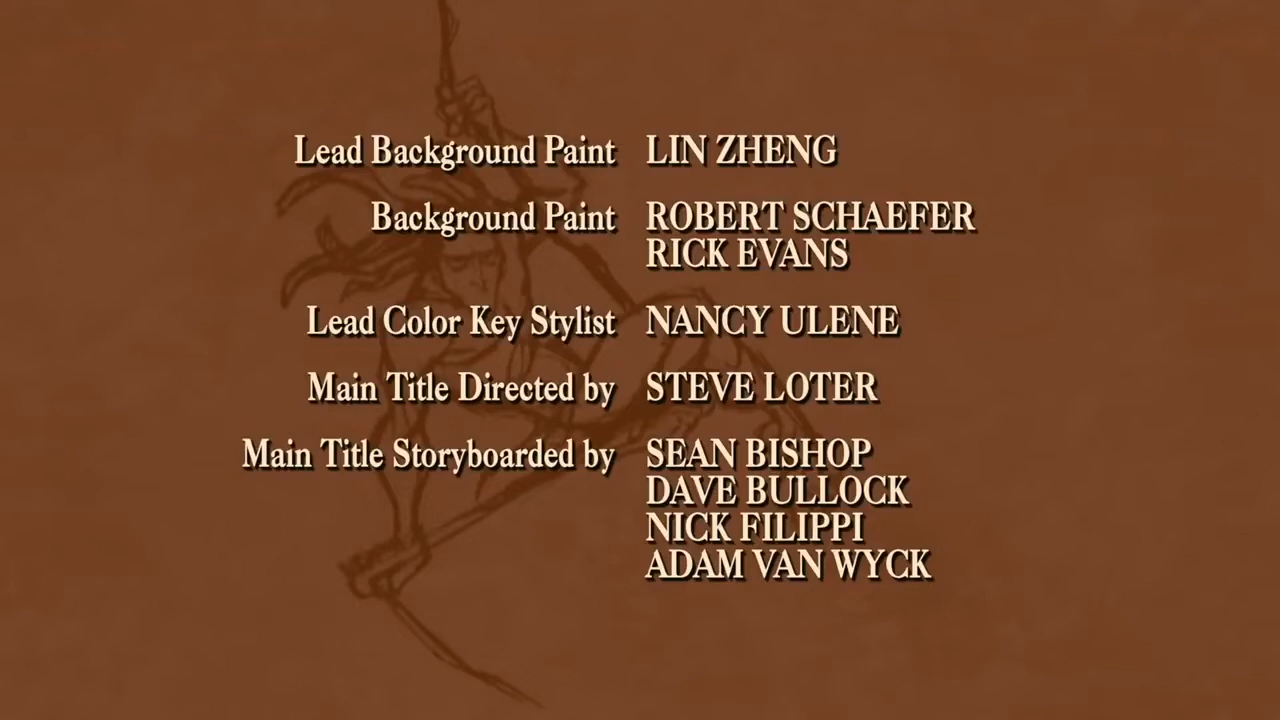 Lead Background Paint LIN ZHENG
Background Paint ROBERT SCHAEFER
RICK EVANS
Lead Color Key Stylist NANCY ULENE
Main Title Directed by STEVE LOTER
Main Title Storyboarded by SEAN BISHOP
DAVE BULLOCK
NICK FILIPPI
ADAM VAN WYCK